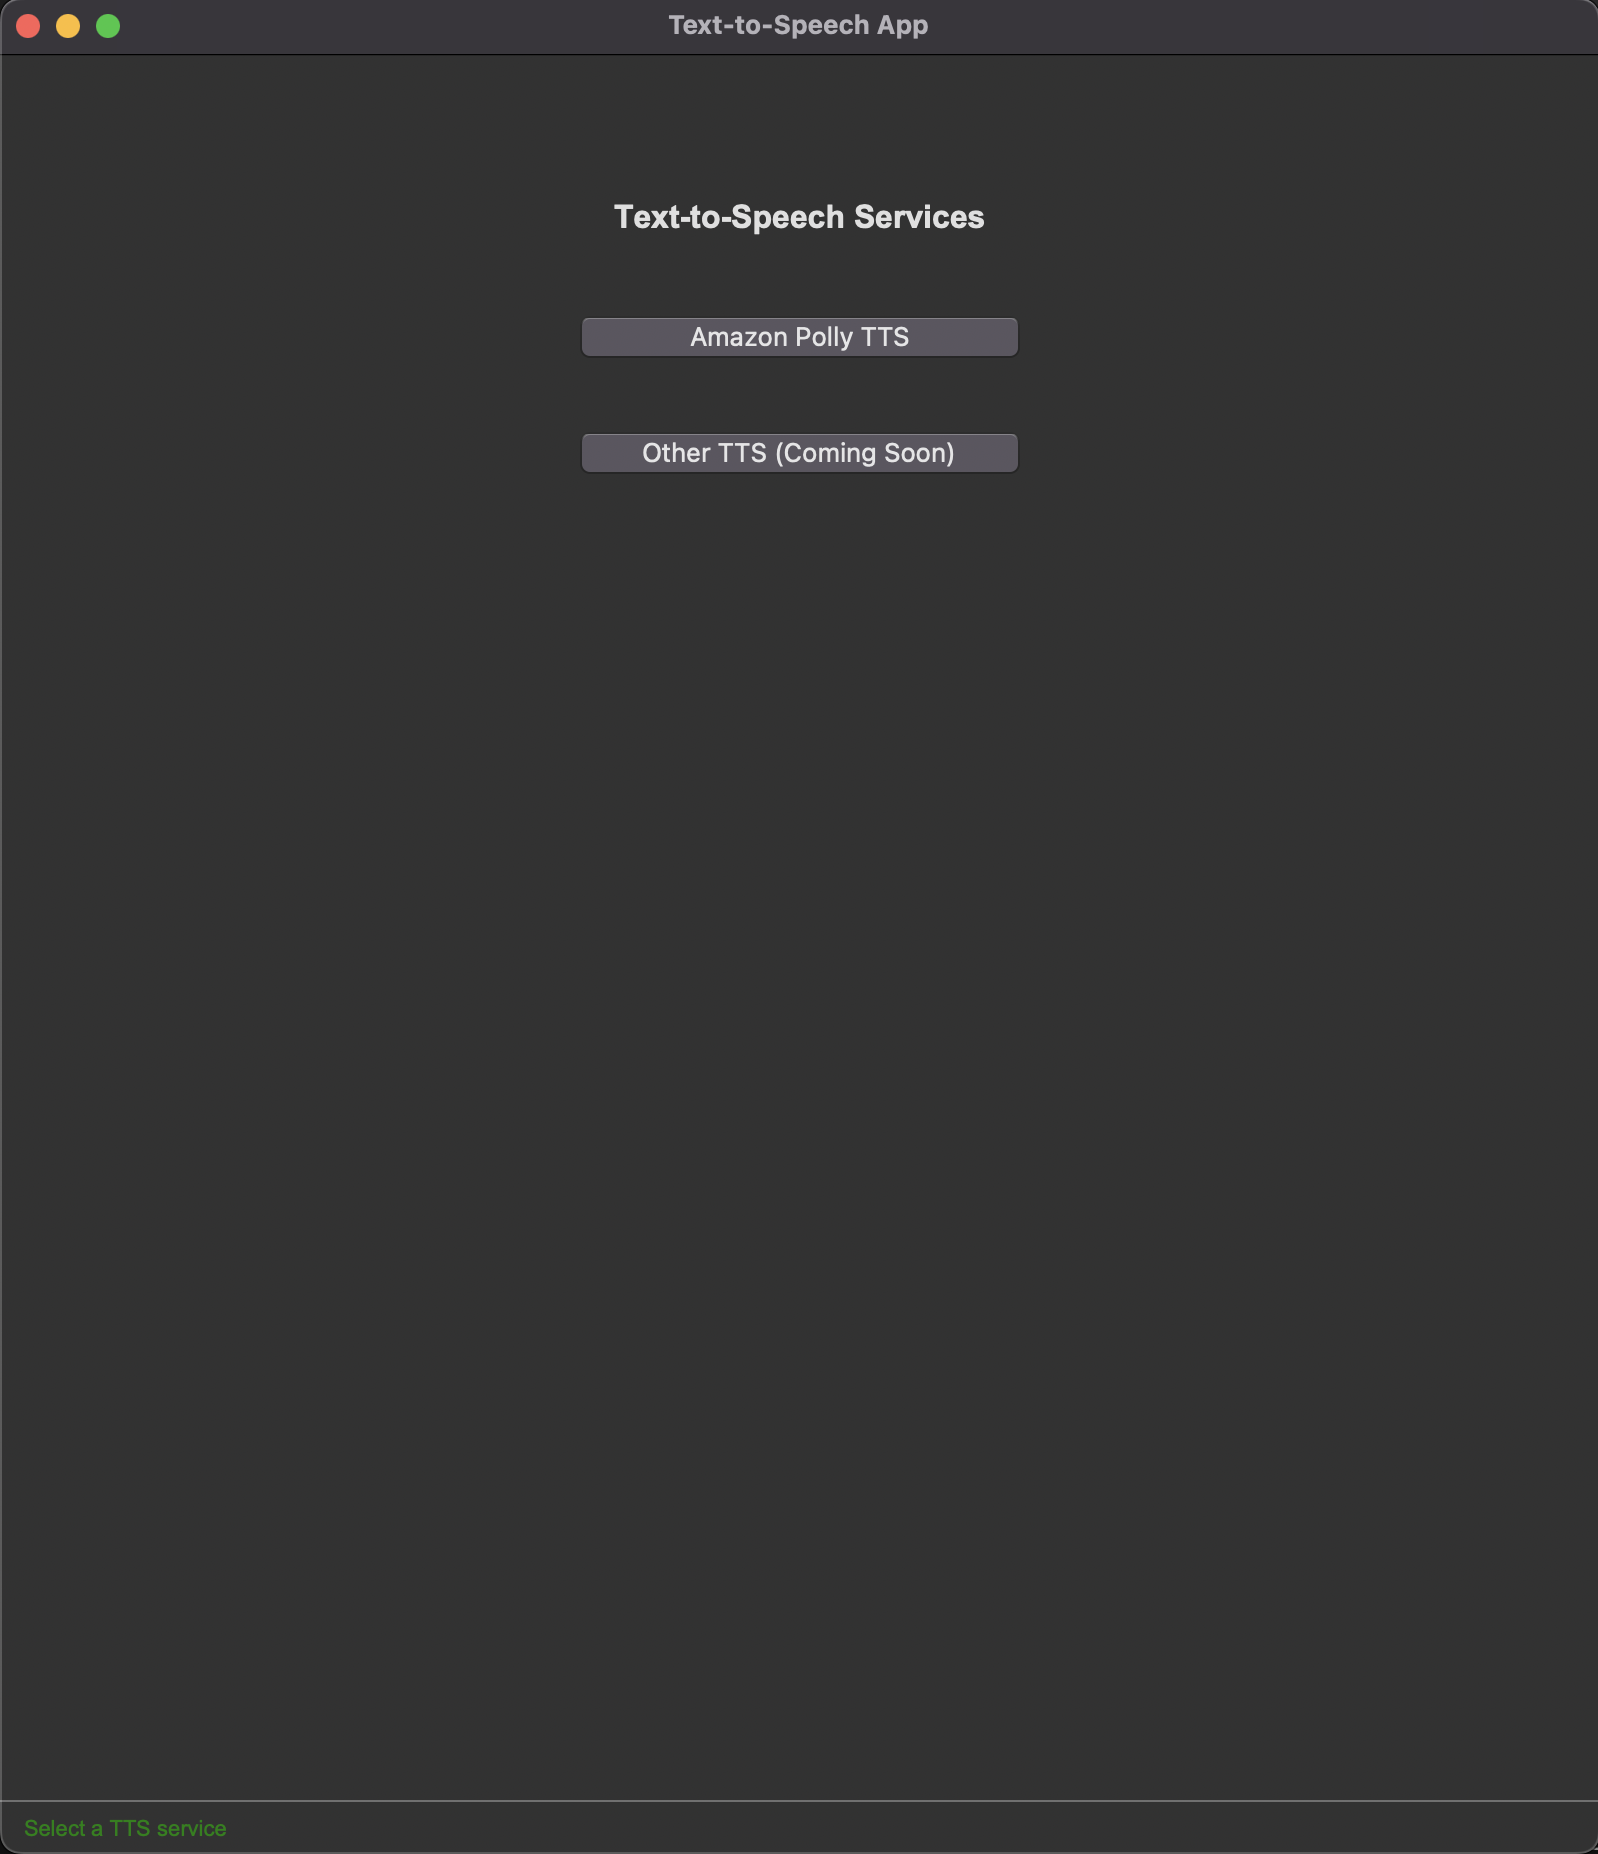 Text-to-Speech App
Text-to-Speech Services
Amazon Polly TTS
Other TTS (Coming Soon)
Select a TTS service